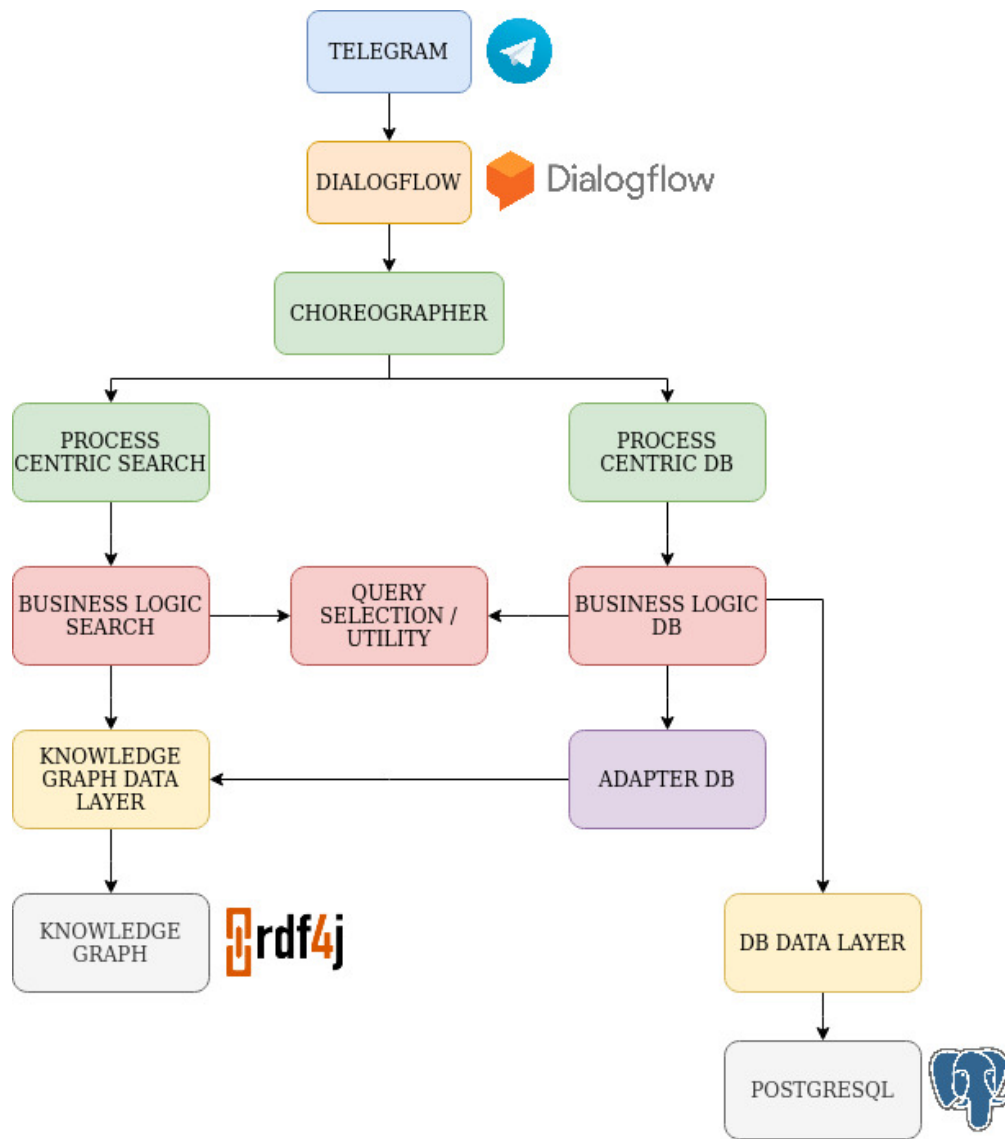 TELEGRAM
DIALOGFLOW
Dialogflow
CHOREOGRAPHER
PROCESS
CENTRIC SEARCH
PROCESS
CENTRIC DB
BUSINESS LOGIC
SEARCH
QUERY
SELECTION /
UTILITY
BUSINESS LOGIC
DB
KNOWLEDGE
GRAPH DATA
LAYER
ADAPTER DB
KNOWLEDGE
GRAPH
rdf4j
DB DATA LAYER
POSTGRESQL